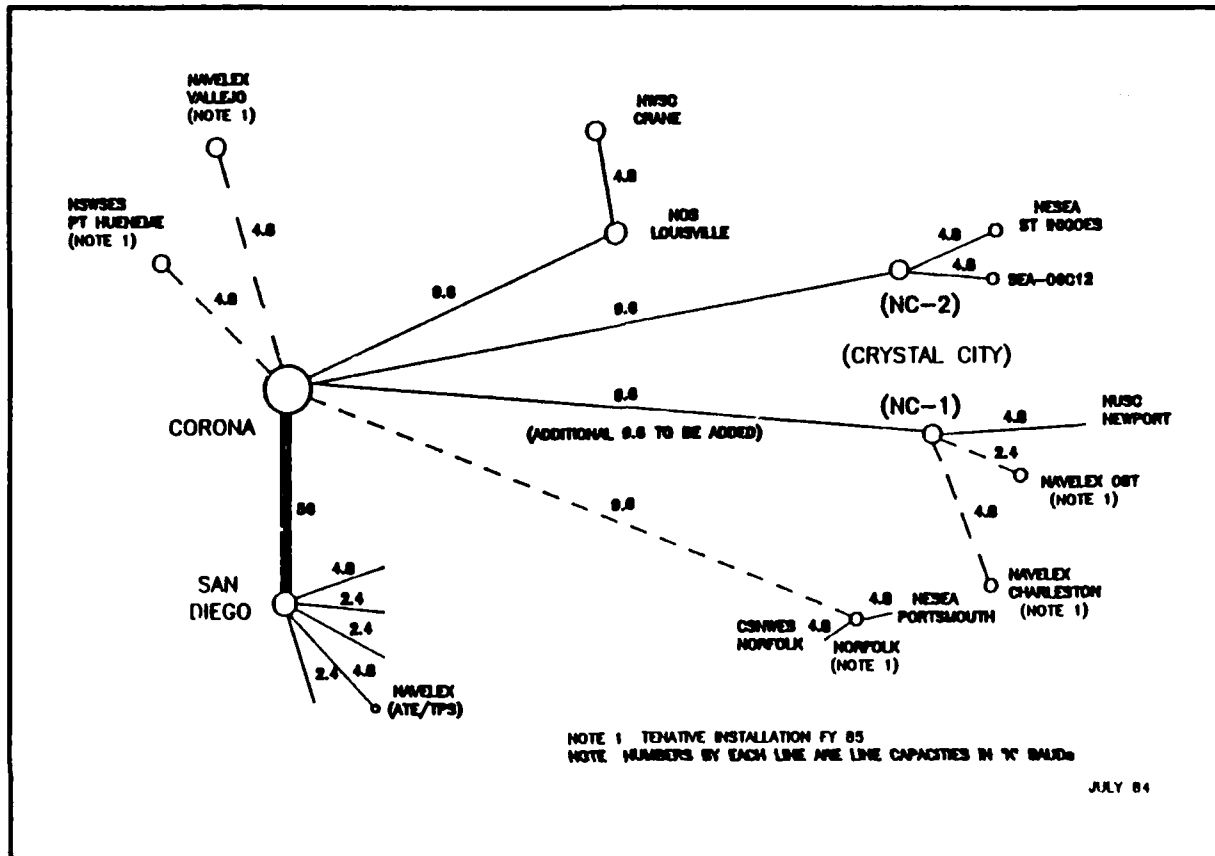 NAVELEX
VALLEJO
(NOTE 1)
NWSC
CRANE
4.8
NSWSES
PT HUENEME
(NOTE 1)
4.8
NOS
LOUISVILLE
NESEA
ST INIGOES
4.8
4.8
SEA-06C12
4.8
9.6
9.6
(NC-2)
(CRYSTAL CITY)
9.6
(NC-1)
NUSC
NEWPORT
4.8
CORONA
(ADDITIONAL 9.6 TO BE ADDED)
2.4
NAVELEX DET
(NOTE 1)
56
9.6
4.8
SAN
DIEGO
4.8
2.4
2.4
2.4
4.8
NAVELEX
(ATE/TPS)
NAVELEX
CHARLESTON
(NOTE 1)
4.8
NESEA
PORTSMOUTH
CSNWES
NORFOLK
4.8
NORFOLK
(NOTE 1)
NOTE 1 TENATIVE INSTALLATION FY 85
NOTE NUMBERS BY EACH LINE ARE LINE CAPACITIES IN "K" BAUDs
JULY 84